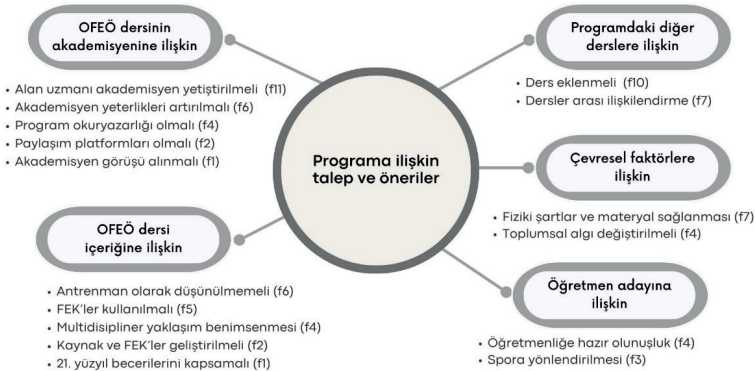 OFEÖ dersinin
akademisyenine ilişkin
• Alan uzmanı akademisyen yetiştirilmeli (f11)
• Akademisyen yeterlikleri artırılmalı (f6)
• Program okuryazarlığı olmalı (f4)
• Paylaşım platformları olmalı (f2)
• Akademisyen görüşü alınmalı (f1)
OFEÖ dersi
içeriğine ilişkin
• Antrenman olarak düşünülmemeli (f6)
• FEK'ler kullanılmalı (f5)
• Multidisipliner yaklaşım benimsenmesi (f4)
• Kaynak ve FEK'ler geliştirilmeli (f2)
• 21. yüzyıl becerilerini kapsamalı (f1)
Programa ilişkin
talep ve öneriler
Programdaki diğer
derslere ilişkin
• Ders eklenmeli (f10)
• Dersler arası ilişkilendirme (f7)
Çevresel faktörlere
ilişkin
• Fiziki şartlar ve materyal sağlanması (f7)
• Toplumsal algı değiştirilmeli (f4)
Öğretmen adayına
ilişkin
• Öğretmenliğe hazır olunuşluk (f4)
• Spora yönlendirilmesi (f3)